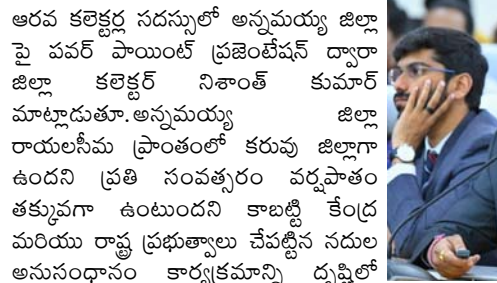 ఆరవ కలెక్టర్ల సదస్సులో అన్నమయ్య జిల్లా
పై పవర్ పాయింట్ ప్రజెంటేషన్ ద్వారా
జిల్లా కలెక్టర్ నిశాంత్ కుమార్
మాట్లాడుతూ.అన్నమయ్య జిల్లా
రాయలసీమ ప్రాంతంలో కరువు జిల్లాగా
ఉందని ప్రతి సంవత్సరం వర్షపాతం
తక్కువగా ఉంటుందని కాబట్టి కేంద్ర
మరియు రాష్ట్ర ప్రభుత్వాలు చేపట్టిన నదుల
అనుసంధానం కార్యక్రమాన్ని దృష్టిలో